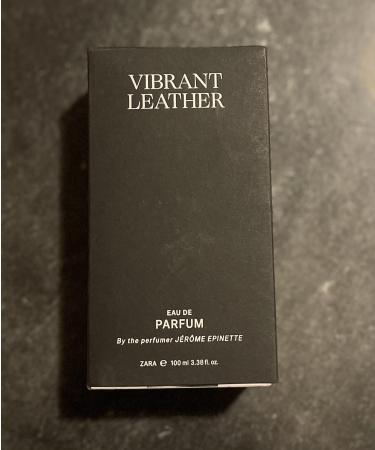 VIBRANT
LEATHER
EAU DE
PARFUM
By the perfumer JÉRÔME EPINETTE
ZARA ℮ 100 ml 3.38 fl. oz.